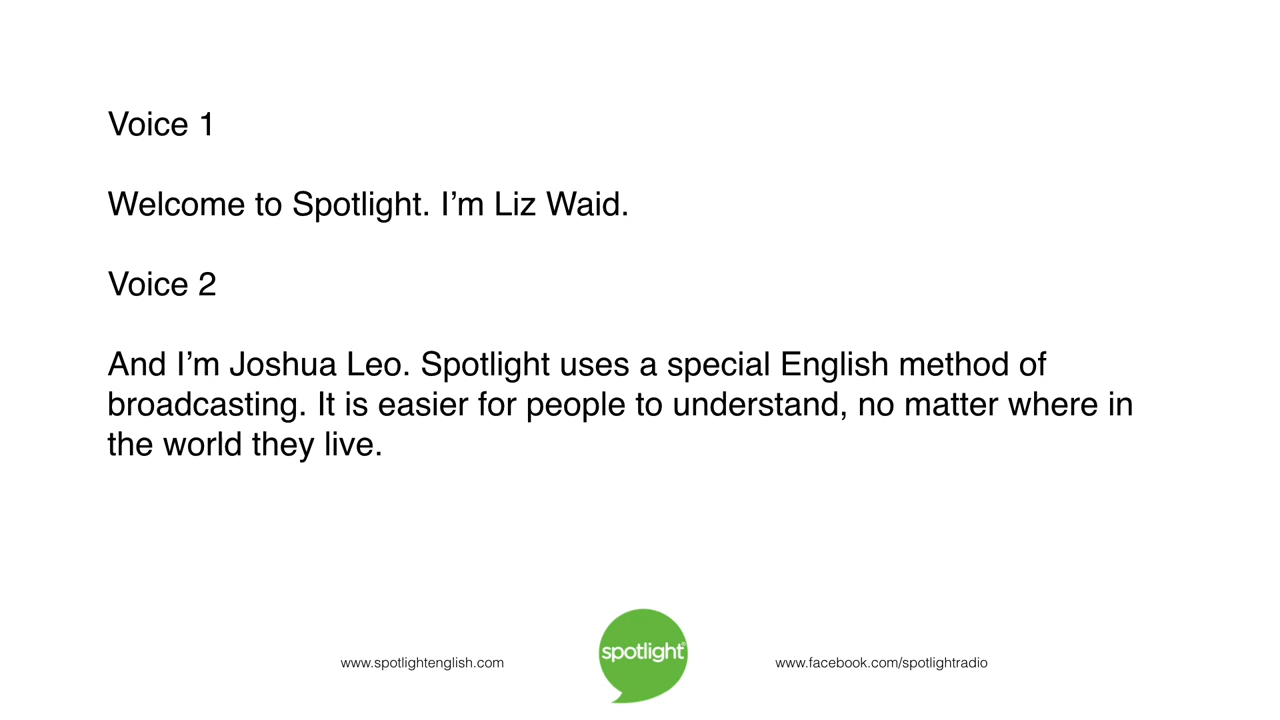 Voice 1
Welcome to Spotlight. I’m Liz Waid.
Voice 2
And I’m Joshua Leo. Spotlight uses a special English method of
broadcasting. It is easier for people to understand, no matter where in
the world they live.
www.spotlightenglish.com
spotlight®
www.facebook.com/spotlightradio